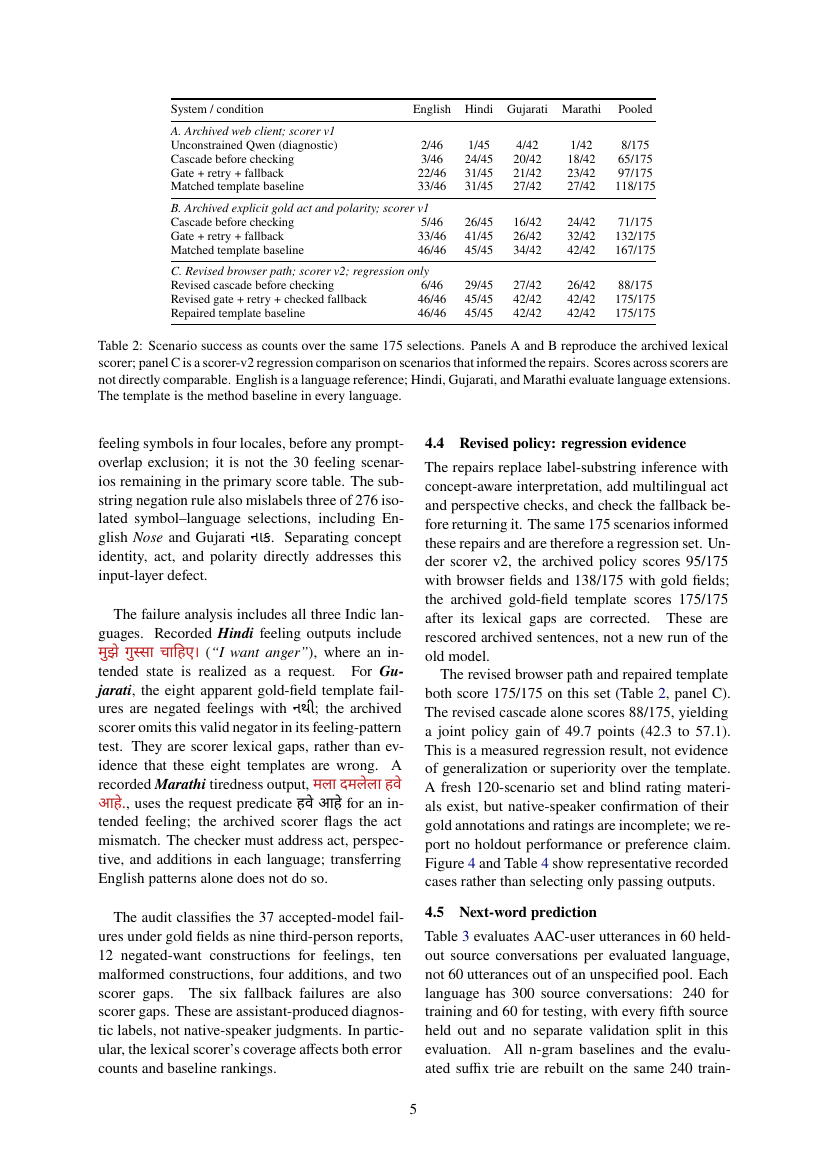 System / condition English Hindi Gujarati Marathi Pooled
A. Archived web client; scorer v1
Unconstrained Qwen (diagnostic) 2/46 1/45 4/42 1/42 8/175
Cascade before checking 3/46 24/45 20/42 18/42 65/175
Gate + retry + fallback 22/46 31/45 21/42 23/42 97/175
Matched template baseline 33/46 31/45 27/42 27/42 118/175
B. Archived explicit gold act and polarity; scorer v1
Cascade before checking 5/46 26/45 16/42 24/42 71/175
Gate + retry + fallback 33/46 41/45 26/42 32/42 132/175
Matched template baseline 46/46 45/45 34/42 42/42 167/175
C. Revised browser path; scorer v2; regression only
Revised cascade before checking 6/46 29/45 27/42 26/42 88/175
Revised gate + retry + checked fallback 46/46 45/45 42/42 42/42 175/175
Repaired template baseline 46/46 45/45 42/42 42/42 175/175
Table 2: Scenario success as counts over the same 175 selections. Panels A and B reproduce the archived lexical
scorer; panel C is a scorer-v2 regression comparison on scenarios that informed the repairs. Scores across scorers are
not directly comparable. English is a language reference; Hindi, Gujarati, and Marathi evaluate language extensions.
The template is the method baseline in every language.
feeling symbols in four locales, before any prompt-
overlap exclusion; it is not the 30 feeling scenar-
ios remaining in the primary score table. The sub-
string negation rule also mislabels three of 276 iso-
lated symbol–language selections, including En-
glish Nose and Gujarati નાક. Separating concept
identity, act, and polarity directly addresses this
input-layer defect.
The failure analysis includes all three Indic lan-
guages. Recorded Hindi feeling outputs include
मुझे गुस्सा चाहिए। (“I want anger”), where an in-
tended state is realized as a request. For Gu-
jarati, the eight apparent gold-field template fail-
ures are negated feelings with નથી; the archived
scorer omits this valid negator in its feeling-pattern
test. They are scorer lexical gaps, rather than ev-
idence that these eight templates are wrong. A
recorded Marathi tiredness output, मला दमलेला हवे
आहे., uses the request predicate हवे आहे for an in-
tended feeling; the archived scorer flags the act
mismatch. The checker must address act, perspec-
tive, and additions in each language; transferring
English patterns alone does not do so.
The audit classifies the 37 accepted-model fail-
ures under gold fields as nine third-person reports,
12 negated-want constructions for feelings, ten
malformed constructions, four additions, and two
scorer gaps. The six fallback failures are also
scorer gaps. These are assistant-produced diagnos-
tic labels, not native-speaker judgments. In partic-
ular, the lexical scorer’s coverage affects both error
counts and baseline rankings.
4.4 Revised policy: regression evidence
The repairs replace label-substring inference with
concept-aware interpretation, add multilingual act
and perspective checks, and check the fallback be-
fore returning it. The same 175 scenarios informed
these repairs and are therefore a regression set. Un-
der scorer v2, the archived policy scores 95/175
with browser fields and 138/175 with gold fields;
the archived gold-field template scores 175/175
after its lexical gaps are corrected. These are
rescored archived sentences, not a new run of the
old model.
The revised browser path and repaired template
both score 175/175 on this set (Table 2, panel C).
The revised cascade alone scores 88/175, yielding
a joint policy gain of 49.7 points (42.3 to 57.1).
This is a measured regression result, not evidence
of generalization or superiority over the template.
A fresh 120-scenario set and blind rating materi-
als exist, but native-speaker confirmation of their
gold annotations and ratings are incomplete; we re-
port no holdout performance or preference claim.
Figure 4 and Table 4 show representative recorded
cases rather than selecting only passing outputs.
4.5 Next-word prediction
Table 3 evaluates AAC-user utterances in 60 held-
out source conversations per evaluated language,
not 60 utterances out of an unspecified pool. Each
language has 300 source conversations: 240 for
training and 60 for testing, with every fifth source
held out and no separate validation split in this
evaluation. All n-gram baselines and the evalu-
ated suffix trie are rebuilt on the same 240 train-
5